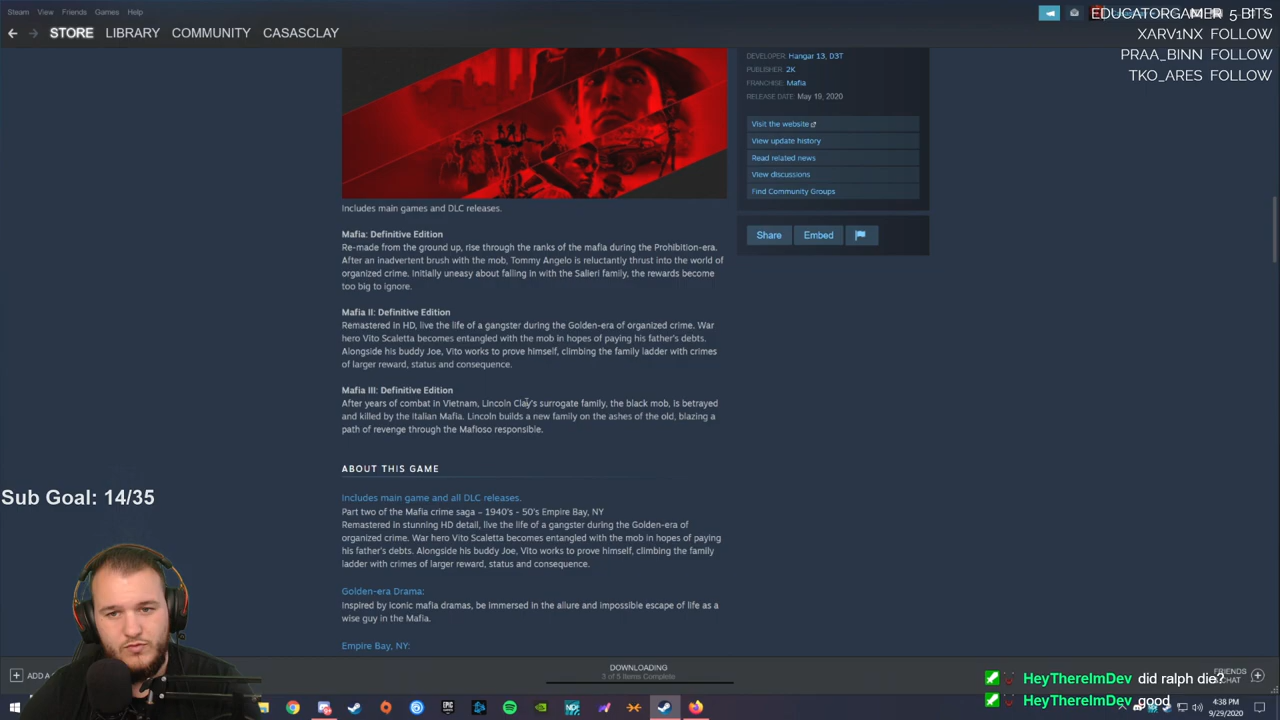 Steam View Friends Games Help
STORE LIBRARY COMMUNITY CASASCLAY
EDUCATORGAMER 5 BITS
XARV1NX FOLLOW
PRAA_BINN FOLLOW
TKO_ARES FOLLOW
DEVELOPER: Hangar 13, D3T
PUBLISHER: 2K
FRANCHISE: Mafia
RELEASE DATE: May 19, 2020
Visit the website
View update history
Read related news
View discussions
Find Community Groups
Share Embed
Includes main games and DLC releases.
Mafia: Definitive Edition
Re-made from the ground up, rise through the ranks of the mafia during the Prohibition-era.
After an inadvertent brush with the mob, Tommy Angelo is reluctantly thrust into the world of
organized crime. Initially uneasy about falling in with the Salieri family, the rewards become
too big to ignore.
Mafia II: Definitive Edition
Remastered in HD, live the life of a gangster during the Golden-era of organized crime. War
hero Vito Scaletta becomes entangled with the mob in hopes of paying his father's debts.
Alongside his buddy Joe, Vito works to prove himself, climbing the family ladder with crimes
of larger reward, status and consequence.
Mafia III: Definitive Edition
After years of combat in Vietnam, Lincoln Clay's surrogate family, the black mob, is betrayed
and killed by the Italian Mafia. Lincoln builds a new family on the ashes of the old, blazing a
path of revenge through the Mafioso responsible.
ABOUT THIS GAME
Includes main game and all DLC releases.
Part two of the Mafia crime saga – 1940's - 50's Empire Bay, NY
Remastered in stunning HD detail, live the life of a gangster during the Golden-era of
organized crime. War hero Vito Scaletta becomes entangled with the mob in hopes of paying
his father's debts. Alongside his buddy Joe, Vito works to prove himself, climbing the family
ladder with crimes of larger reward, status and consequence.
Golden-era Drama:
Inspired by iconic mafia dramas, be immersed in the allure and impossible escape of life as a
wise guy in the Mafia.
Empire Bay, NY:
Sub Goal: 14/35
ADD A
DOWNLOADING
3 of 5 Items Complete
FRIENDS
CHAT
HeyThereImDev did ralph die?
HeyThereImDev good
EPIC
4:38 PM
9/29/2020